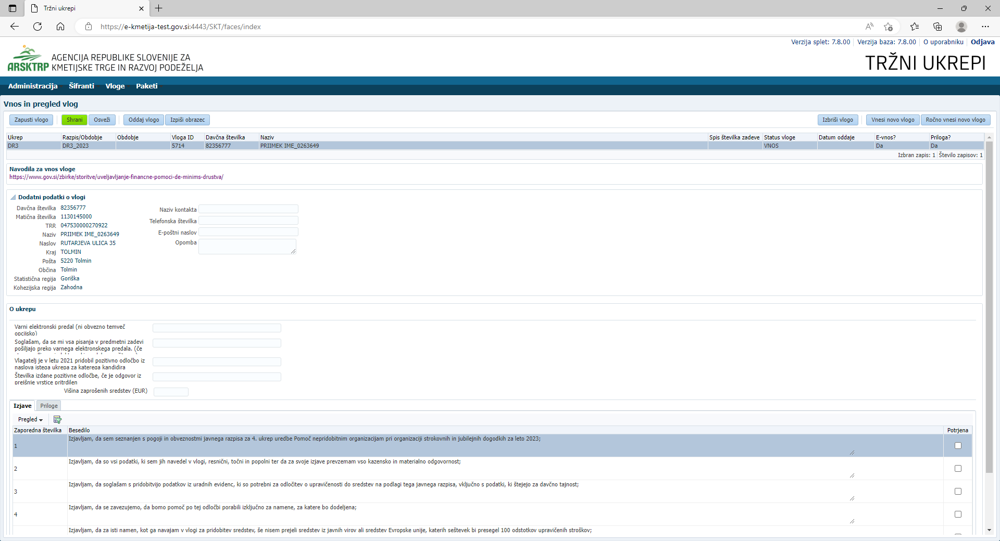 Tržni ukrepi
https://e-kmetija-test.gov.si:4443/SKT/faces/index
Verzija splet: 7.8.00 Verzija baza: 7.8.00 O uporabniku Odjava
ARSKTRP
AGENCIJA REPUBLIKE SLOVENIJE ZA
KMETIJSKE TRGE IN RAZVOJ PODEŽELJA
TRŽNI UKREPI
Administracija Šifranti Vloge Paketi
Vnos in pregled vlog
Zapusti vlogo Shrani Osveži Oddaj vlogo Izpiši obrazec Izbriši vlogo Vnesi novo vlogo Ročno vnesi novo vlogo
Ukrep Razpis/Obdobje Obdobje Vloga ID Davčna številka Naziv Spis številka zadeve Status vloge Datum oddaje E-vnos? Priloga?
DR3 DR3_2023 5714 82356777 PRIIMEK IME_0263649 VNOS Da Da
Izbran zapis: 1 Število zapisov: 1
Navodila za vnos vloge
https://www.gov.si/zbirke/storitve/uveljavljanje-financne-pomoci-de-minims-drustva/
Dodatni podatki o vlogi
Davčna številka 82356777
Matična številka 1130145000
TRR 047530000270922
Naziv PRIIMEK IME_0263649
Naslov RUTARJEVA ULICA 35
Kraj TOLMIN
Pošta 5220 Tolmin
Občina Tolmin
Statistična regija Goriška
Kohezijska regija Zahodna
Naziv kontakta
Telefonska številka
E-poštni naslov
Opomba
O ukrepu
Varni elektronski predal (ni obvezno temveč
opcijsko)
Soglašam, da se mi vsa pisanja v predmetni zadevi
pošiljajo preko varnega elektronskega predala. (če
Vlagatelj je v letu 2021 pridobil pozitivno odločbo iz
naslova istega ukrepa za katerega kandidira
Številka izdane pozitivne odločbe, če je odgovor iz
prejšnje vrstice pritrdilen
Višina zaprošenih sredstev (EUR)
Izjave Priloge
Pregled
Zaporedna številka Besedilo Potrjena
1 Izjavljam, da sem seznanjen s pogoji in obveznostmi javnega razpisa za 4. ukrep uredbe Pomoč nepridobitnim organizacijam pri organizaciji strokovnih in jubilejnih dogodkih za leto 2023;
2 Izjavljam, da so vsi podatki, ki sem jih navedel v vlogi, resnični, točni in popolni ter da za svoje izjave prevzemam vso kazensko in materialno odgovornost;
3 Izjavljam, da soglašam s pridobitvijo podatkov iz uradnih evidenc, ki so potrebni za odločitev o upravičenosti do sredstev na podlagi tega javnega razpisa, vključno s podatki, ki štejejo za davčno tajnost;
4 Izjavljam, da se zavezujemo, da bomo pomoč po tej odločbi porabili izključno za namene, za katere bo dodeljena;
Izjavljam, da za isti namen, kot ga navajam v vlogi za pridobitev sredstev, še nisem prejeli sredstev iz javnih virov ali sredstev Evropske unije, katerih seštevek bi presegel 100 odstotkov upravičenih stroškov;